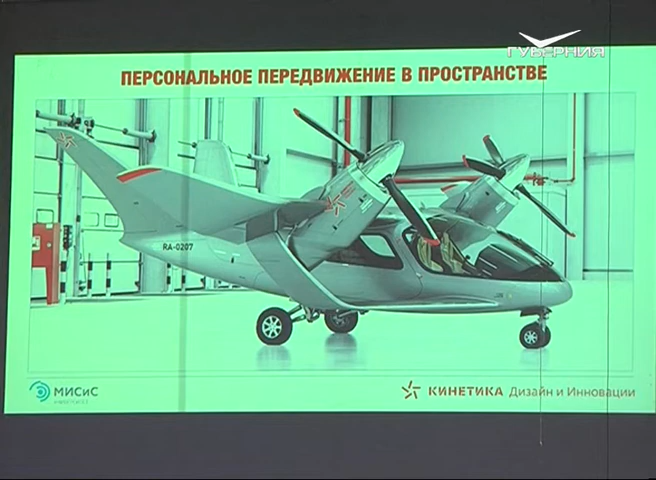 ГУБЕРНИЯ
ПЕРСОНАЛЬНОЕ ПЕРЕДВИЖЕНИЕ В ПРОСТРАНСТВЕ
RA-0207
МИСиС
КИНЕТИКА Дизайн и Инновации